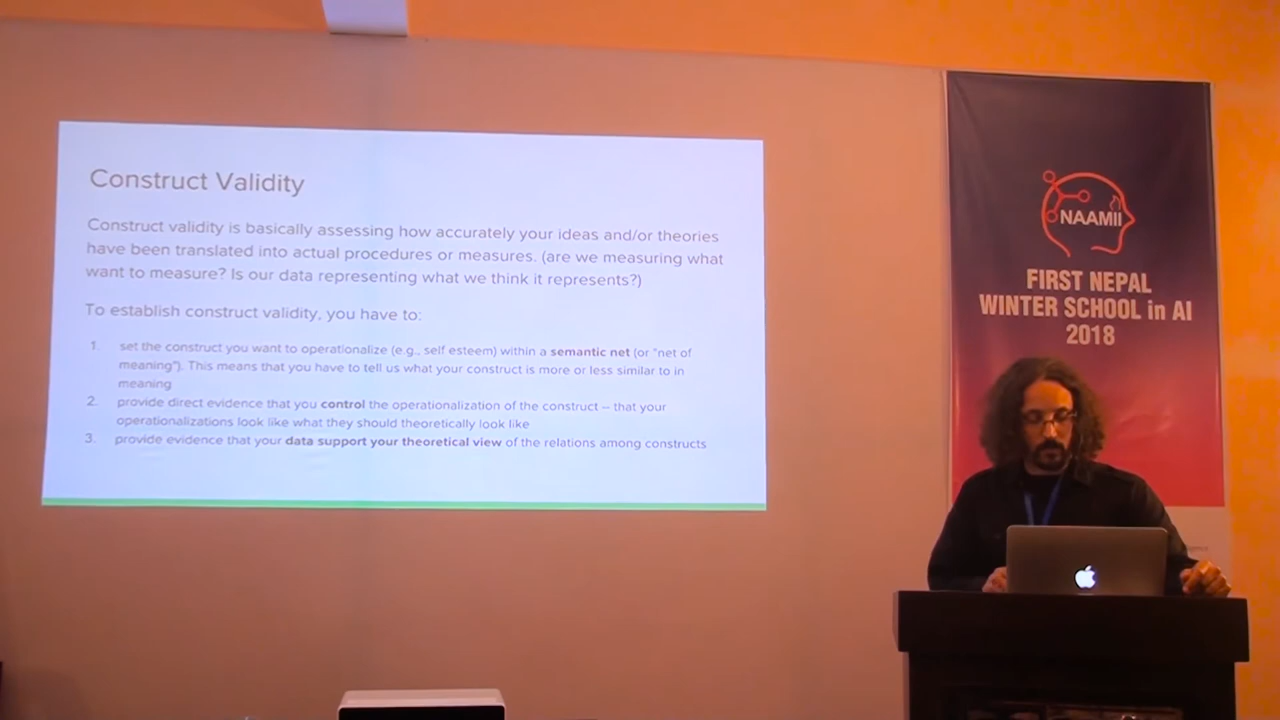 Construct Validity
Construct validity is basically assessing how accurately your ideas and/or theories
have been translated into actual procedures or measures. (are we measuring what
want to measure? Is our data representing what we think it represents?)
To establish construct validity, you have to:
1. set the construct you want to operationalize (e.g., self esteem) within a semantic net (or "net of
meaning"). This means that you have to tell us what your construct is more or less similar to in
meaning
2. provide direct evidence that you control the operationalization of the construct – that your
operationalizations look like what they should theoretically look like
3. provide evidence that your data support your theoretical view of the relations among constructs
NAAMII
FIRST NEPAL
WINTER SCHOOL in AI
2018